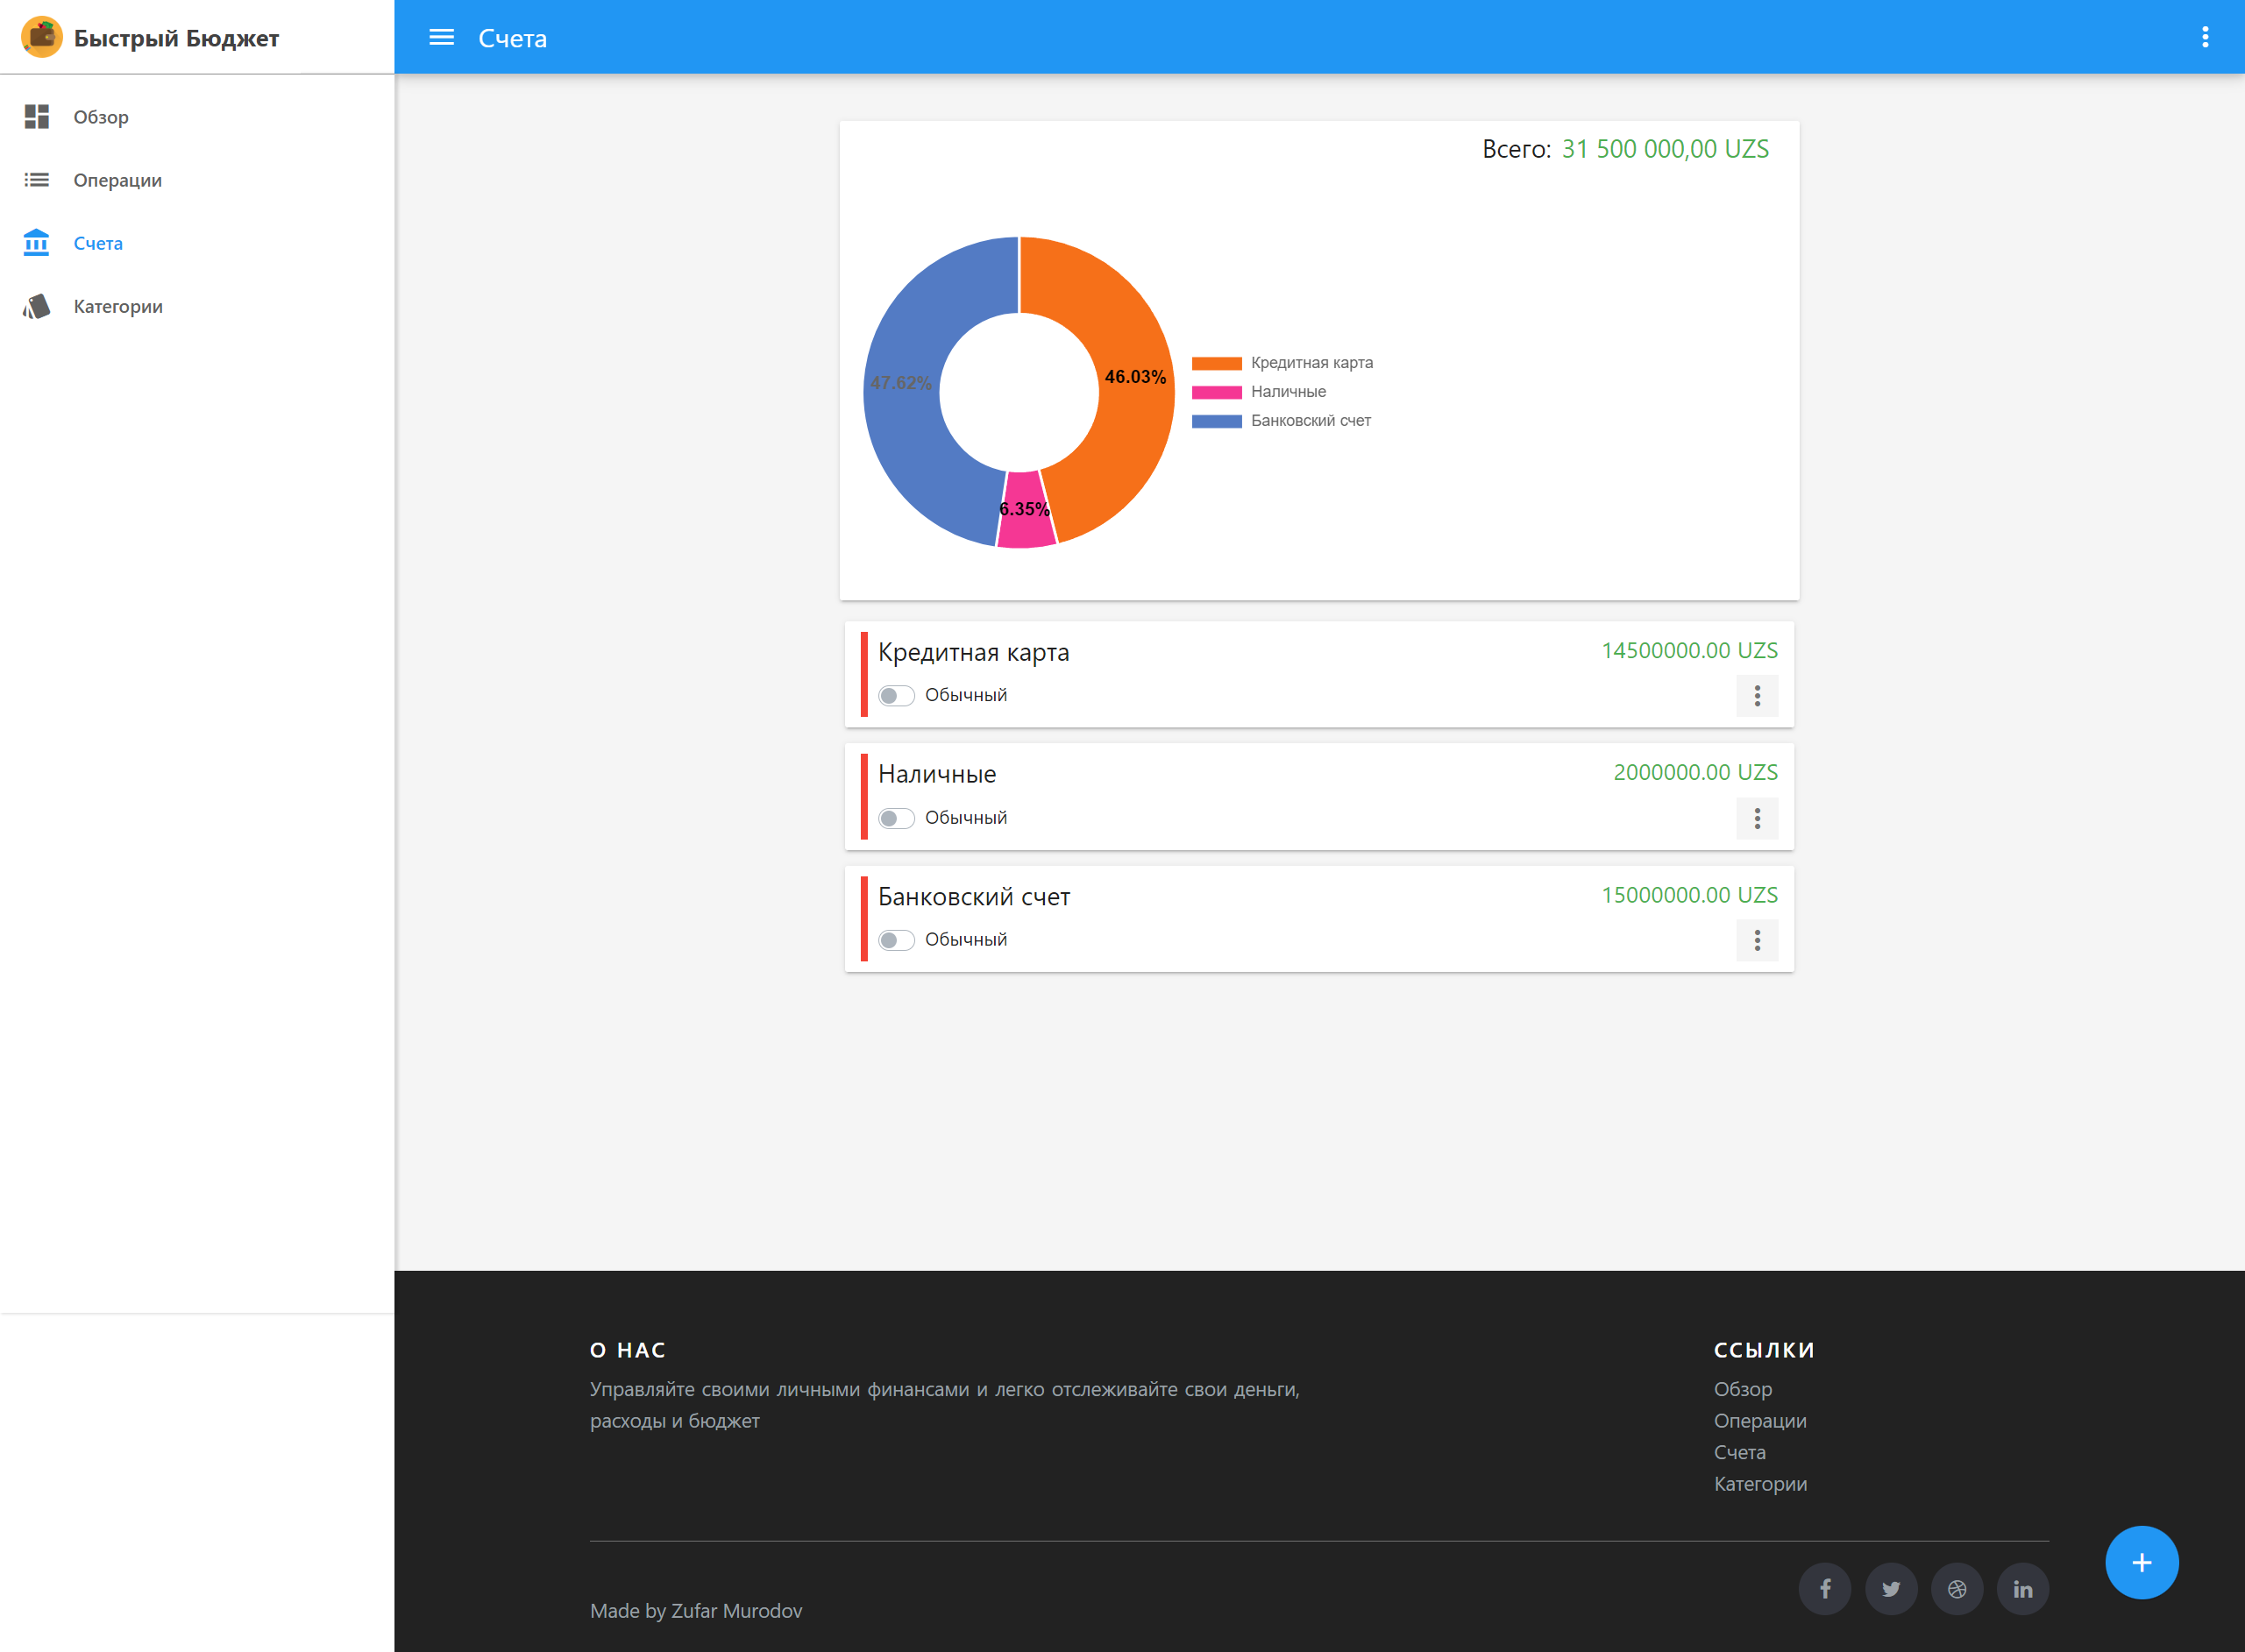 Быстрый Бюджет
Счета
Обзор
Операции
Счета
Категории
Всего: 31 500 000,00 UZS
47.62%
46.03%
6.35%
Кредитная карта
Наличные
Банковский счет
Кредитная карта
14500000.00 UZS
Обычный
Наличные
2000000.00 UZS
Обычный
Банковский счет
15000000.00 UZS
Обычный
О НАС
Управляйте своими личными финансами и легко отслеживайте свои деньги,
расходы и бюджет
ССЫЛКИ
Обзор
Операции
Счета
Категории
Made by Zufar Murodov